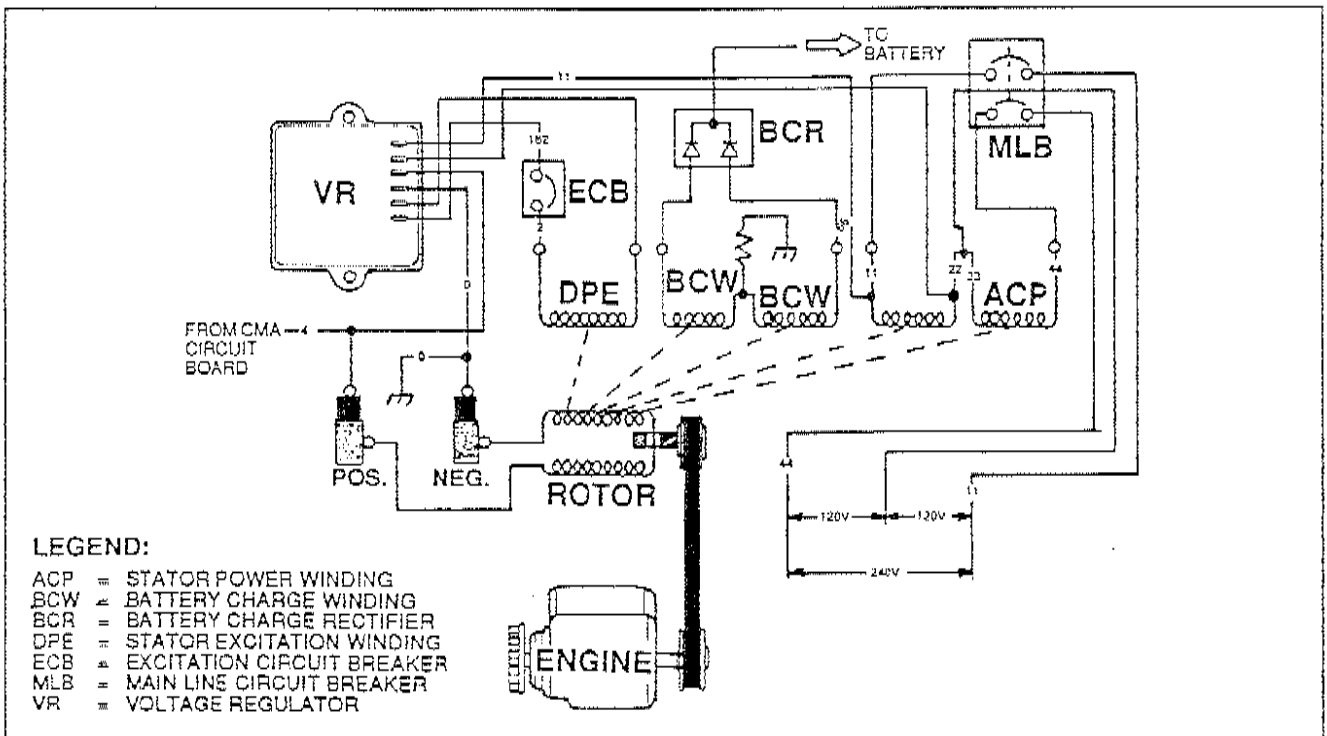 TO
BATTERY
11
162
BCR
MLB
VR
ECB
2
0
BCW
BCW
DPE
11
22
33
44
ACP
FROM CMA
CIRCUIT
BOARD
4
0
POS.
NEG.
ROTOR
44
11
120V
120V
240V
ENGINE
LEGEND:
ACP = STATOR POWER WINDING
BCW = BATTERY CHARGE WINDING
BCR = BATTERY CHARGE RECTIFIER
DPE = STATOR EXCITATION WINDING
ECB = EXCITATION CIRCUIT BREAKER
MLB = MAIN LINE CIRCUIT BREAKER
VR = VOLTAGE REGULATOR